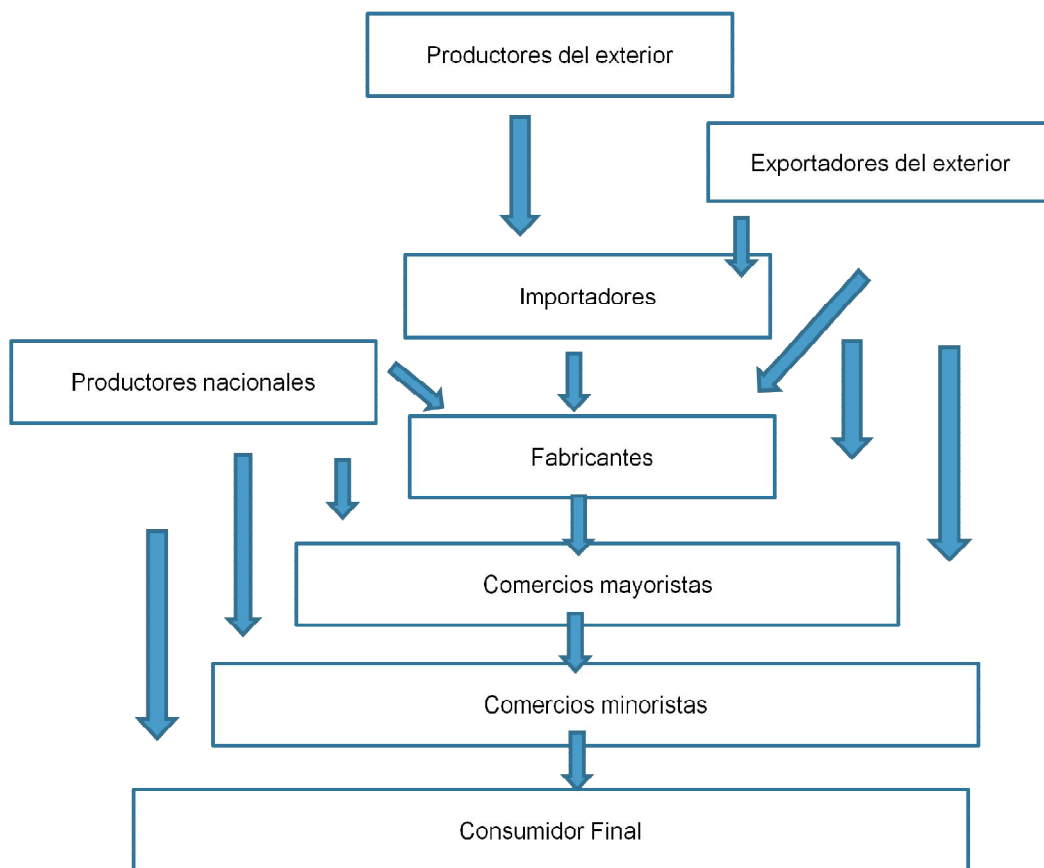 Productores del exterior
Exportadores del exterior
Importadores
Productores nacionales
Fabricantes
Comercios mayoristas
Comercios minoristas
Consumidor Final